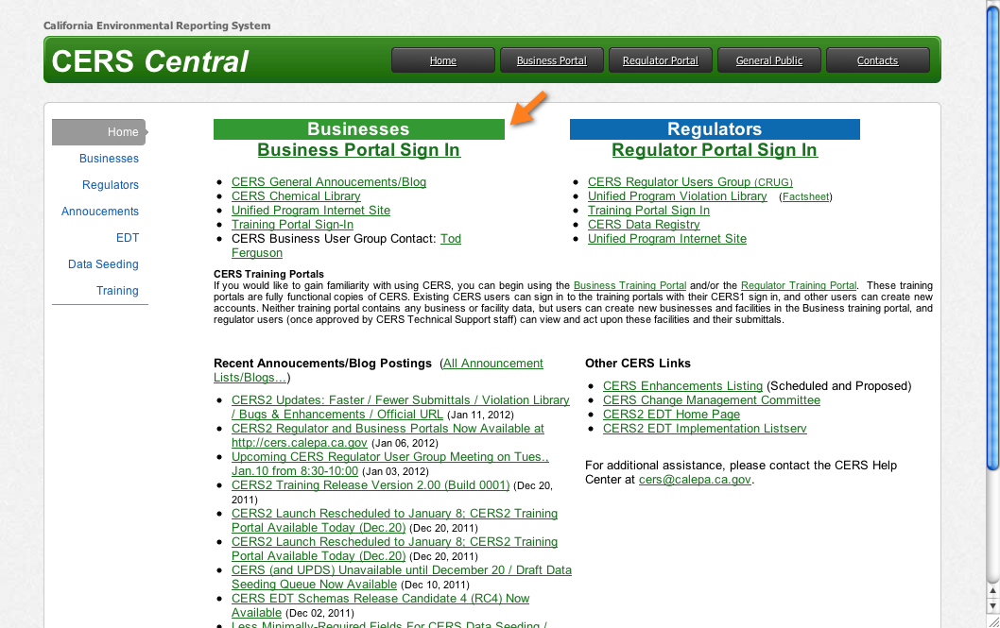 California Environmental Reporting System
CERS Central
Home
Business Portal
Regulator Portal
General Public
Contacts
Home
Businesses
Regulators
Annoucements
EDT
Data Seeding
Training
Businesses
Business Portal Sign In
CERS General Annoucements/Blog
CERS Chemical Library
Unified Program Internet Site
Training Portal Sign-In
CERS Business User Group Contact: Tod
Ferguson
Regulators
Regulator Portal Sign In
CERS Regulator Users Group (CRUG)
Unified Program Violation Library (Factsheet)
Training Portal Sign In
CERS Data Registry
Unified Program Internet Site
CERS Training Portals
If you would like to gain familiarity with using CERS, you can begin using the Business Training Portal and/or the Regulator Training Portal. These training
portals are fully functional copies of CERS. Existing CERS users can sign in to the training portals with their CERS1 sign in, and other users can create new
accounts. Neither training portal contains any business or facility data, but users can create new businesses and facilities in the Business training portal, and
regulator users (once approved by CERS Technical Support staff) can view and act upon these facilities and their submittals.
Recent Annoucements/Blog Postings (All Announcement
Lists/Blogs...)
CERS2 Updates: Faster / Fewer Submittals / Violation Library
/ Bugs & Enhancements / Official URL (Jan 11, 2012)
CERS2 Regulator and Business Portals Now Available at
http://cers.calepa.ca.gov (Jan 06, 2012)
Upcoming CERS Regulator User Group Meeting on Tues.,
Jan.10 from 8:30-10:00 (Jan 03, 2012)
CERS2 Training Release Version 2.00 (Build 0001) (Dec 20,
2011)
CERS2 Launch Rescheduled to January 8; CERS2 Training
Portal Available Today (Dec.20) (Dec 20, 2011)
CERS2 Launch Rescheduled to January 8; CERS2 Training
Portal Available Today (Dec.20) (Dec 20, 2011)
CERS (and UPDS) Unavailable until December 20 / Draft Data
Seeding Queue Now Available (Dec 10, 2011)
CERS EDT Schemas Release Candidate 4 (RC4) Now
Available (Dec 02, 2011)
Less Minimally-Required Fields For CERS Data Seeding /
Other CERS Links
CERS Enhancements Listing (Scheduled and Proposed)
CERS Change Management Committee
CERS2 EDT Home Page
CERS2 EDT Implementation Listserv
For additional assistance, please contact the CERS Help
Center at cers@calepa.ca.gov.